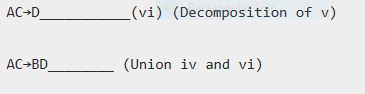 AC→D___________(vi) (Decomposition of v)
AC→BD________ (Union iv and vi)